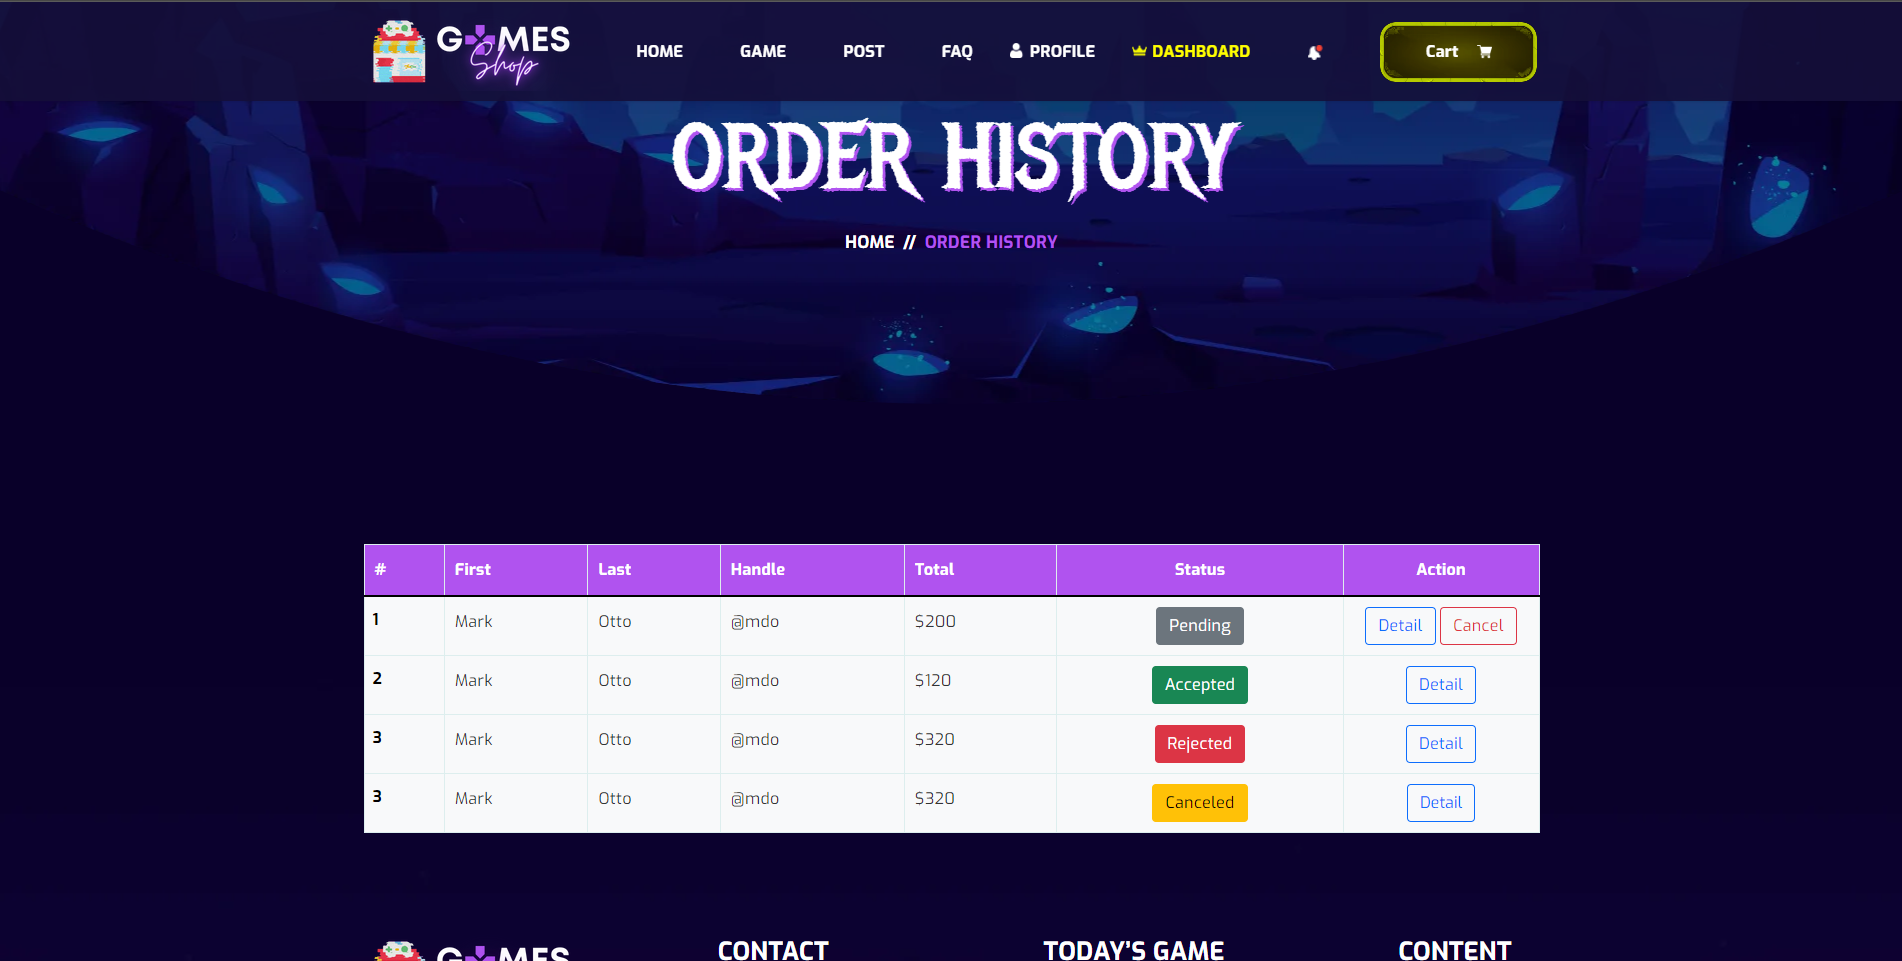 GAMES
Shop
HOME GAME POST FAQ PROFILE DASHBOARD Cart
ORDER HISTORY
HOME // ORDER HISTORY
# First Last Handle Total Status Action
1 Mark Otto @mdo $200 Pending Detail Cancel
2 Mark Otto @mdo $120 Accepted Detail
3 Mark Otto @mdo $320 Rejected Detail
3 Mark Otto @mdo $320 Canceled Detail
GAMES CONTACT TODAY’S GAME CONTENT